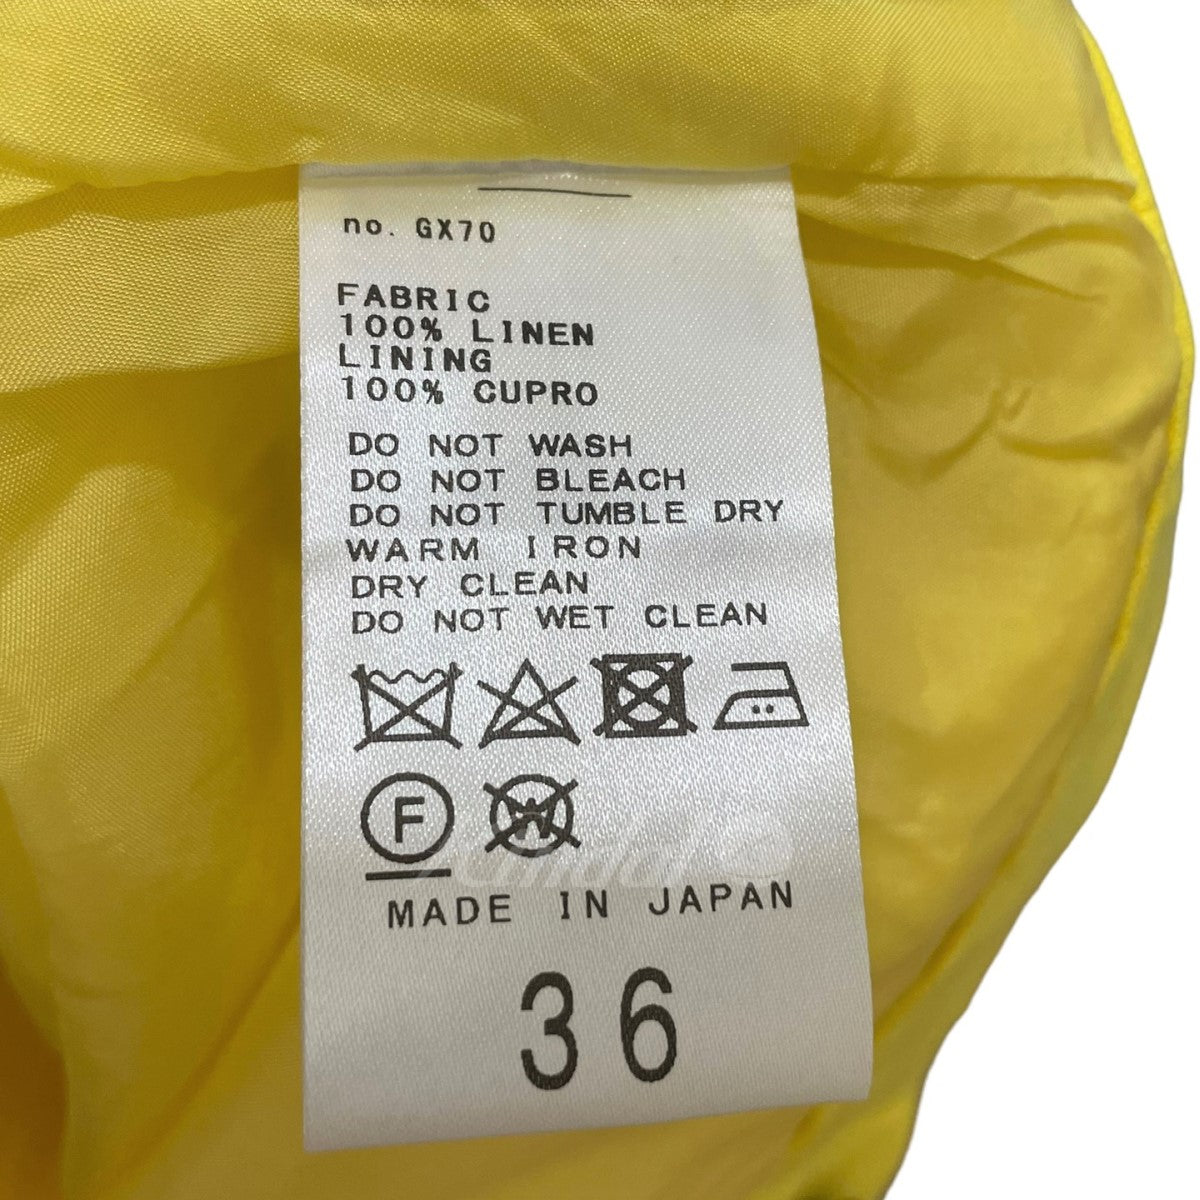 no. GX70
FABRIC
100% LINEN
LINING
100% CUPRO
DO NOT WASH
DO NOT BLEACH
DO NOT TUMBLE DRY
WARM IRON
DRY CLEAN
DO NOT WET CLEAN
F W
MADE IN JAPAN
36